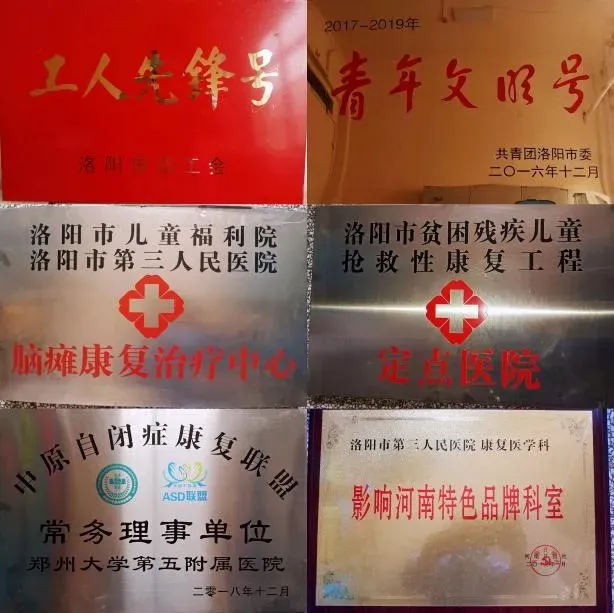 工人先锋号
洛阳市总工会
2017-2019年
青年文明号
共青团洛阳市委
二〇一六年十二月
洛阳市儿童福利院
洛阳市第三人民医院
脑瘫康复治疗中心
洛阳市贫困残疾儿童
抢救性康复工程
定点医院
中原自闭症康复联盟
ASD联盟
常务理事单位
郑州大学第五附属医院
二零一八年十二月
洛阳市第三人民医院 康复医学科
影响河南特色品牌科室